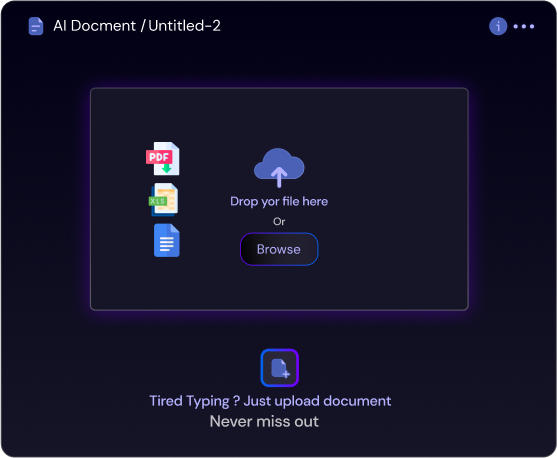 AI Docment /Untitled-2
i
PDF
Drop yor file here
XLS
Or
Browse
Tired Typing ? Just upload document
Never miss out